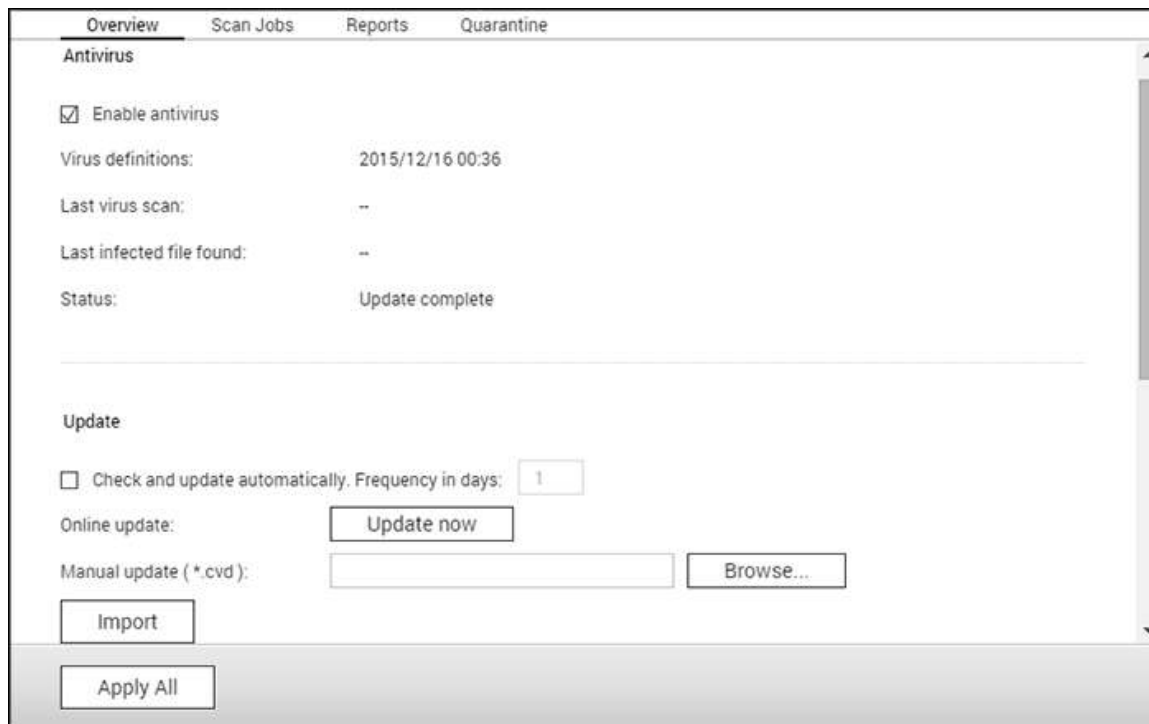 Overview Scan Jobs Reports Quarantine
Antivirus
Enable antivirus
Virus definitions: 2015/12/16 00:36
Last virus scan: --
Last infected file found: --
Status: Update complete
Update
Check and update automatically. Frequency in days: 1
Online update: Update now
Manual update ( *.cvd ): Browse...
Import
Apply All